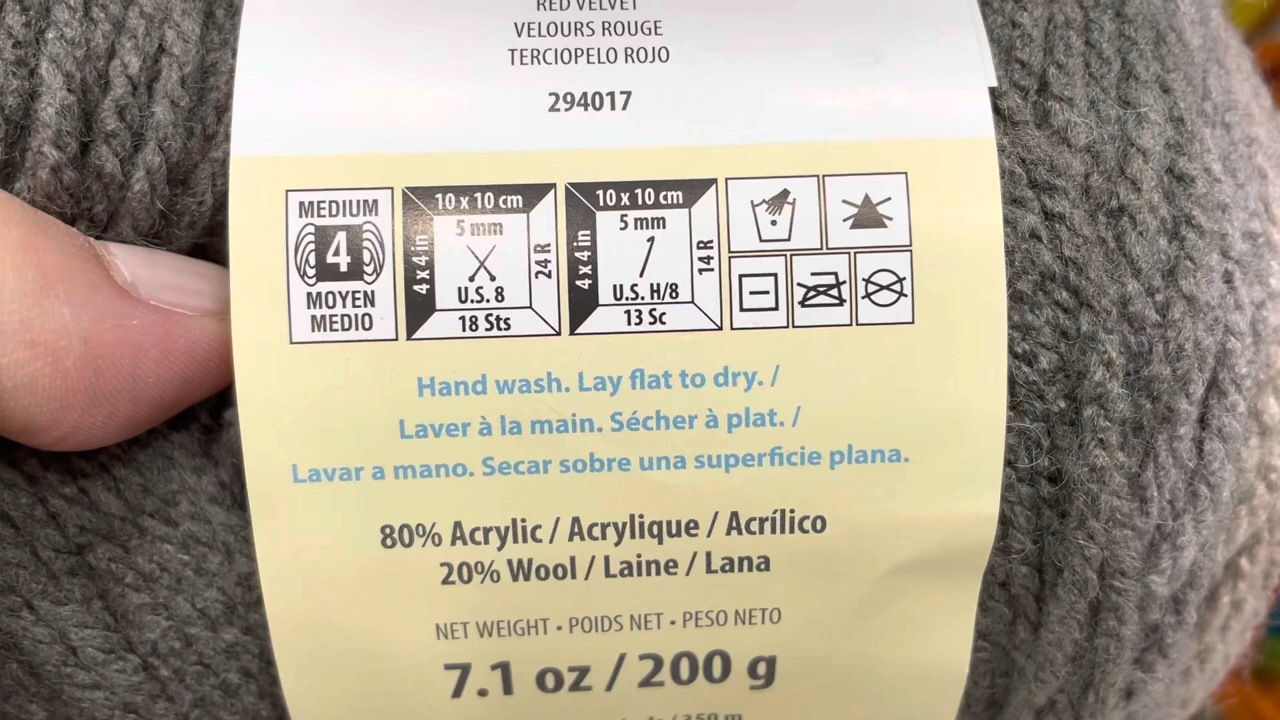 RED VELVET
VELOURS ROUGE
TERCIOPELO ROJO
294017
MEDIUM
4
MOYEN
MEDIO
10 x 10 cm
4 x 4 in
5 mm
U.S. 8
24 R
18 Sts
10 x 10 cm
4 x 4 in
5 mm
U.S. H/8
14 R
13 Sc
Hand wash. Lay flat to dry. /
Laver à la main. Sécher à plat. /
Lavar a mano. Secar sobre una superficie plana.
80% Acrylic / Acrylique / Acrílico
20% Wool / Laine / Lana
NET WEIGHT • POIDS NET • PESO NETO
7.1 oz / 200 g
/ 350 m